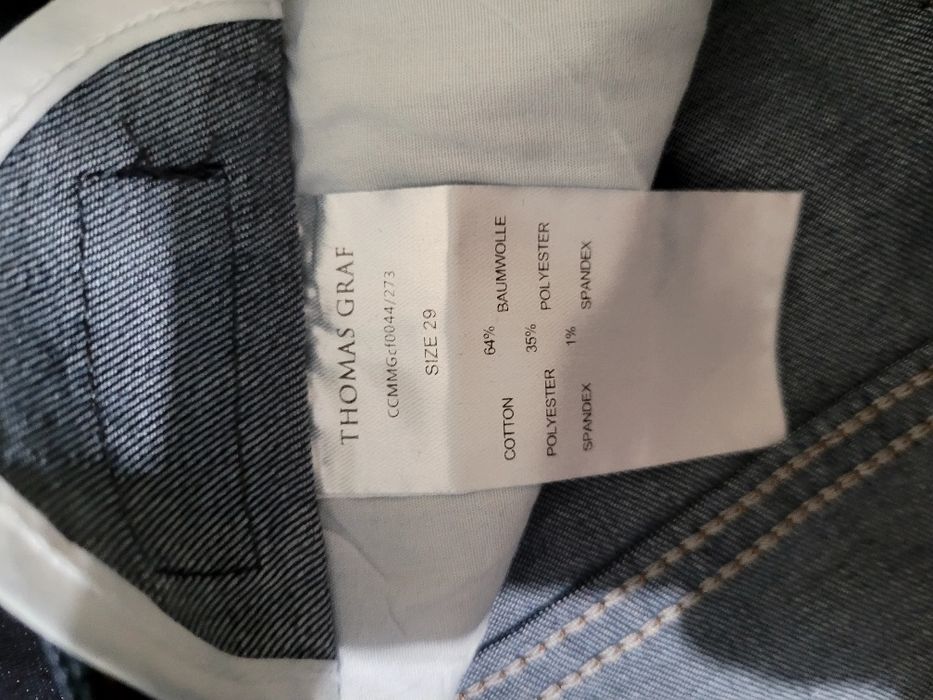 THOMAS GRAF
CCMMGcf0044/273
SIZE 29
COTTON 64% BAUMWOLLE
POLYESTER 35% POLYESTER
SPANDEX 1% SPANDEX